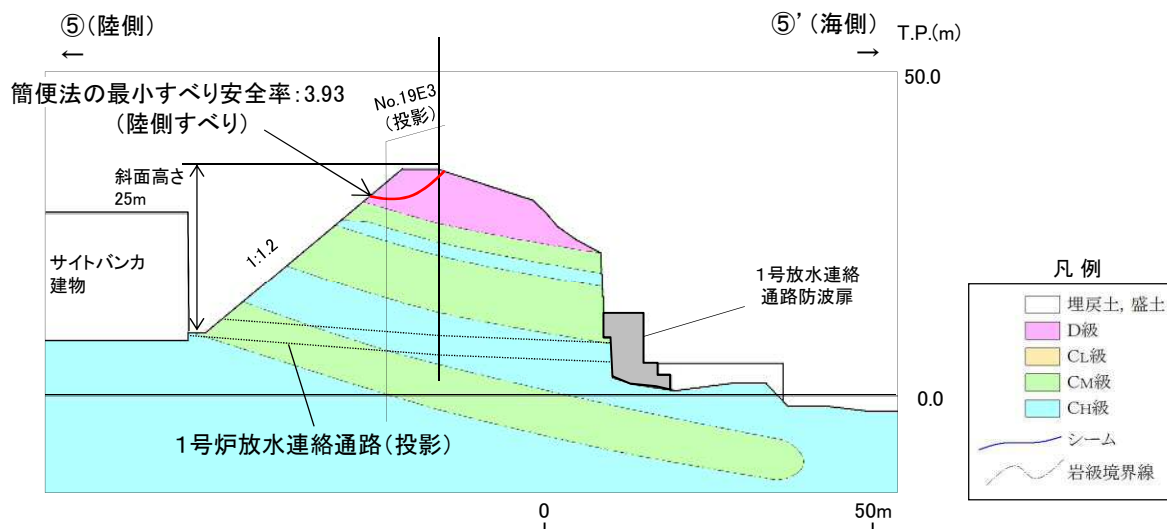 ⑤(陸側)
←
⑤’(海側)
→
T.P.(m)
50.0
簡便法の最小すべり安全率:3.93
(陸側すべり)
No.19E3
(投影)
斜面高さ
25m
1:1.2
サイトバンカ
建物
1号放水連絡
通路防波扉
0.0
1号炉放水連絡通路(投影)
0
50m
凡 例
埋戻土, 盛土
D級
CL級
CM級
CH級
シーム
岩級境界線